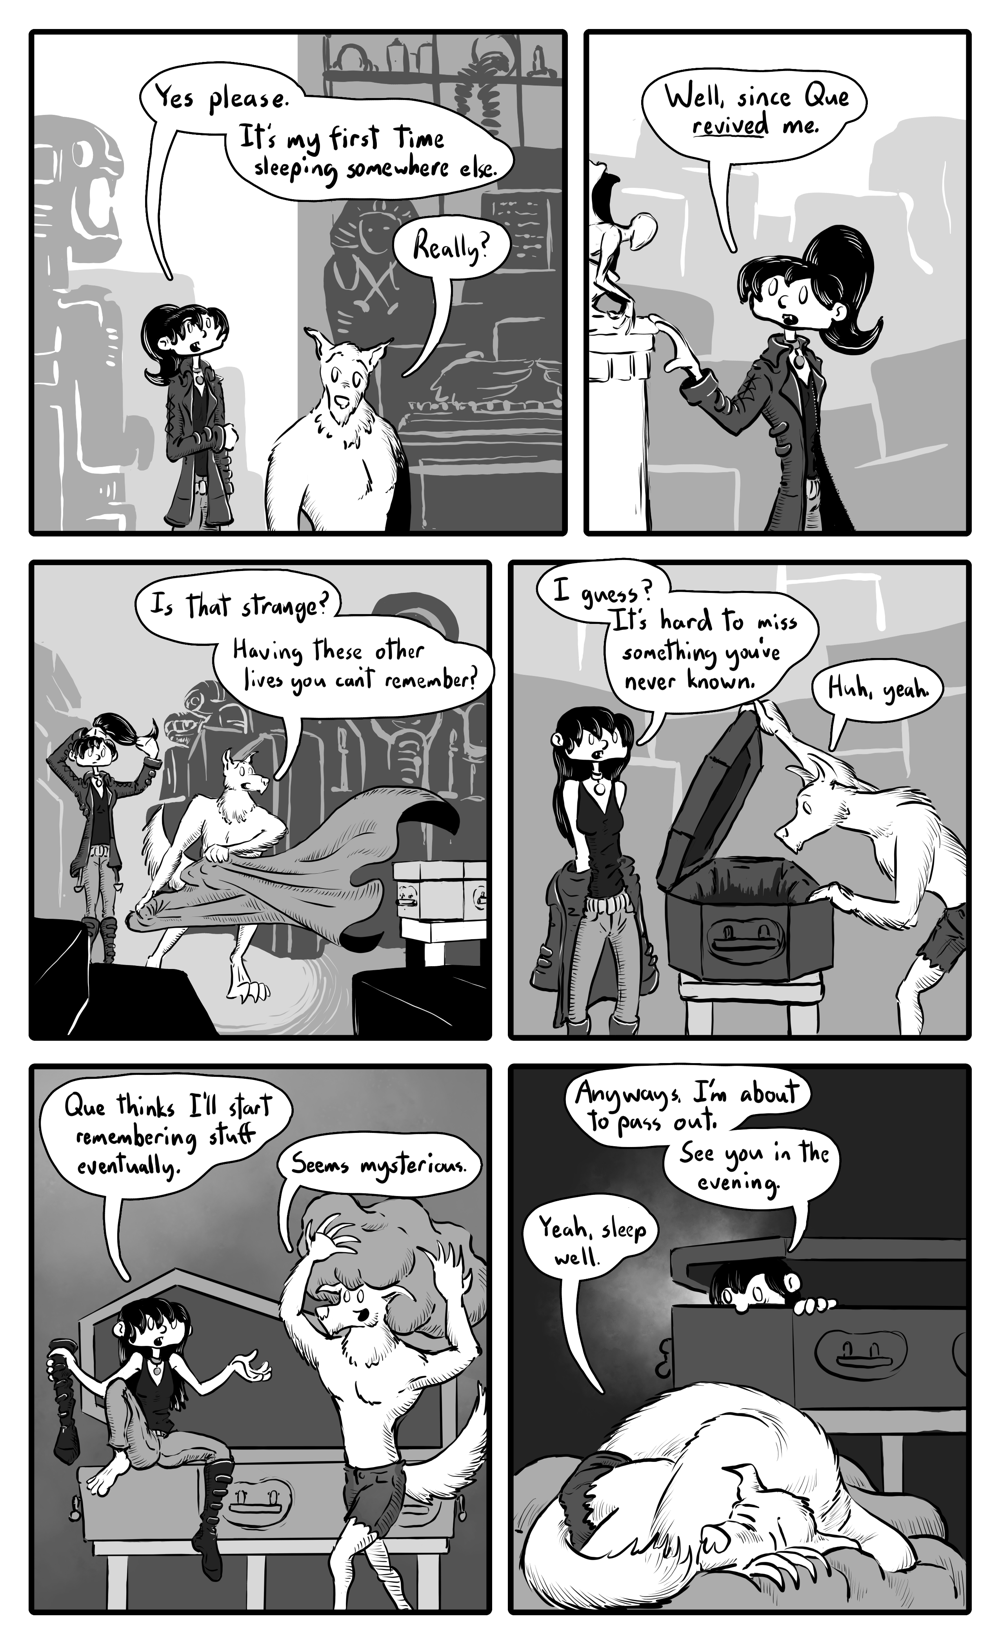 Yes please.
It's my first time
sleeping somewhere else.
Really?
Well, since Que
revived me.
Is that strange?
Having these other
lives you can't remember?
I guess?
It's hard to miss
something you've
never known.
Huh, yeah.
Que thinks I'll start
remembering stuff
eventually.
Seems mysterious.
Anyways, I'm about
to pass out.
See you in the
evening.
Yeah, sleep
well.